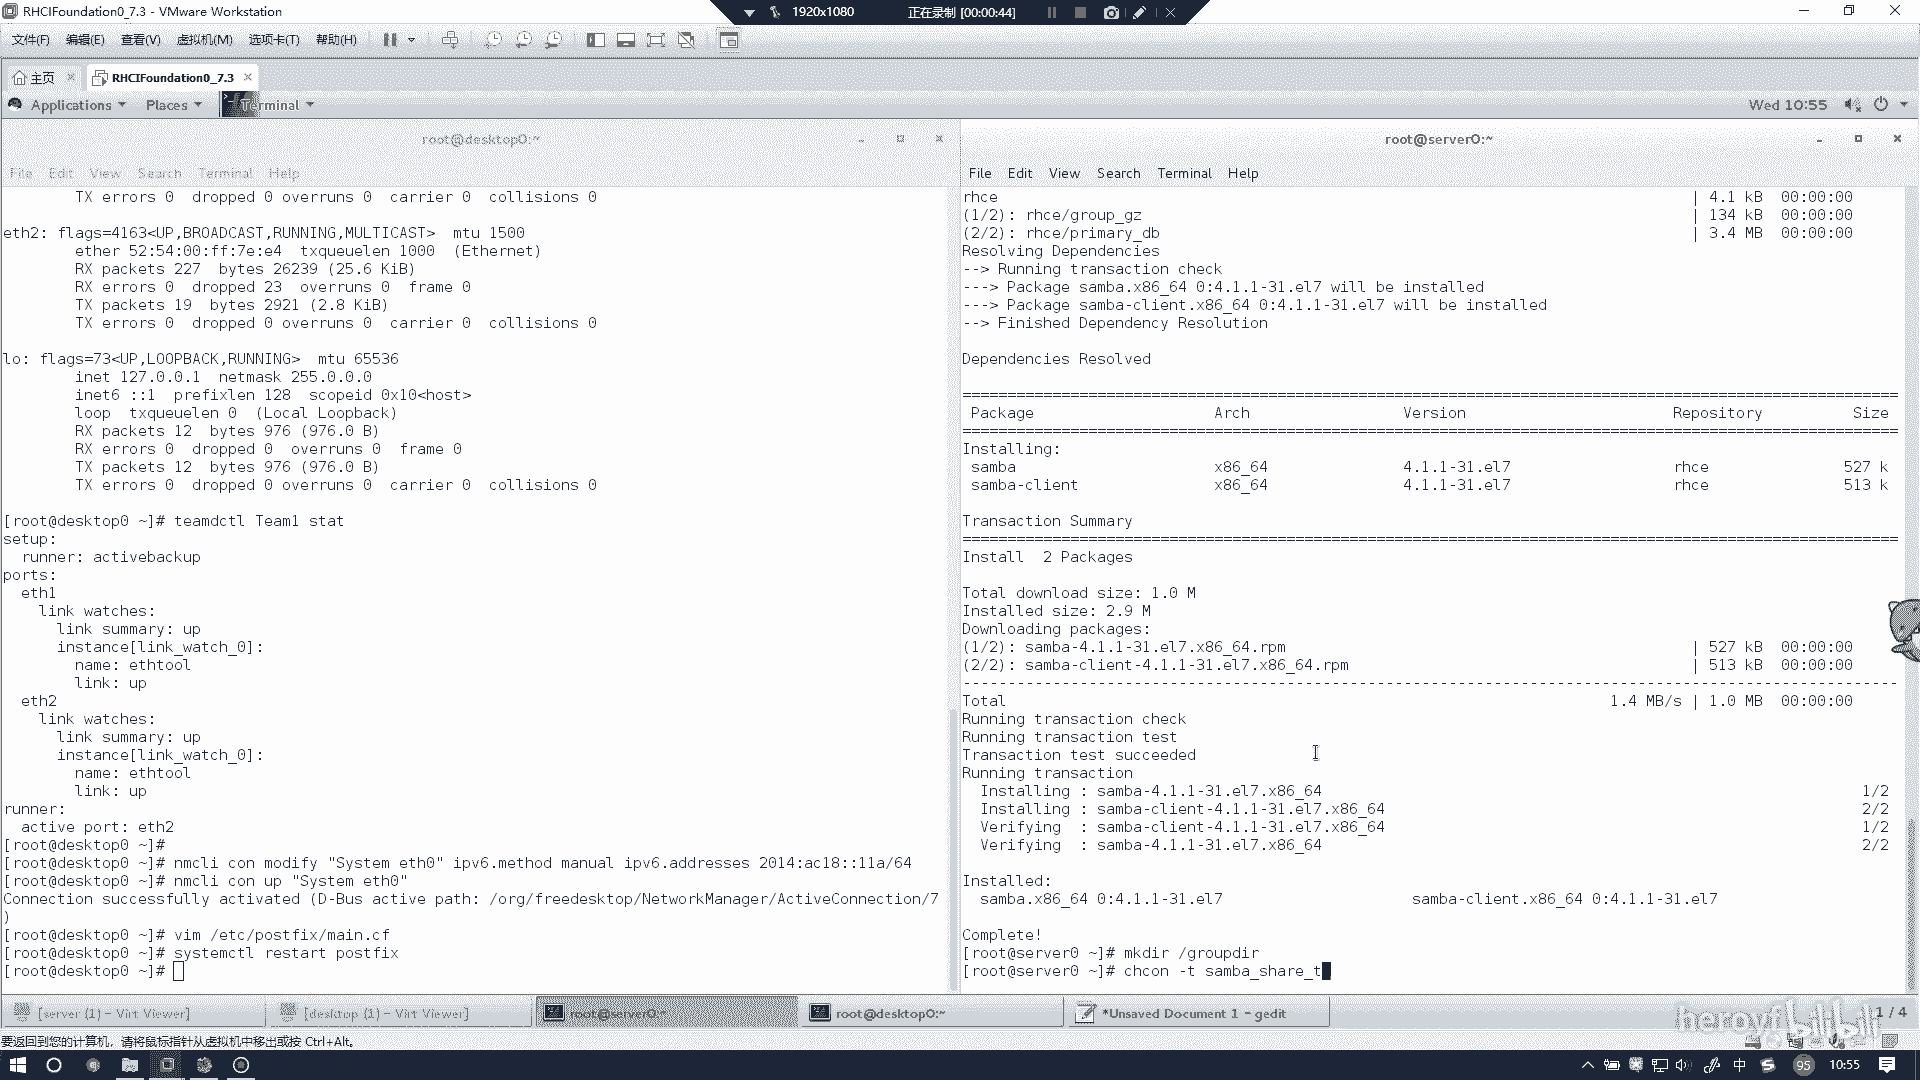 RHCIFoundation0_7.3 - VMware Workstation
1920x1080 正在录制 [00:00:44]
文件(F) 编辑(E) 查看(V) 虚拟机(M) 选项卡(T) 帮助(H)
主页 RHCIFoundation0_7.3
Applications Places Terminal Wed 10:55
root@desktop0:~
File Edit View Search Terminal Help
TX errors 0 dropped 0 overruns 0 carrier 0 collisions 0
eth2: flags=4163<UP,BROADCAST,RUNNING,MULTICAST> mtu 1500
ether 52:54:00:ff:7e:e4 txqueuelen 1000 (Ethernet)
RX packets 227 bytes 26239 (25.6 KiB)
RX errors 0 dropped 23 overruns 0 frame 0
TX packets 19 bytes 2921 (2.8 KiB)
TX errors 0 dropped 0 overruns 0 carrier 0 collisions 0
lo: flags=73<UP,LOOPBACK,RUNNING> mtu 65536
inet 127.0.0.1 netmask 255.0.0.0
inet6 ::1 prefixlen 128 scopeid 0x10<host>
loop txqueuelen 0 (Local Loopback)
RX packets 12 bytes 976 (976.0 B)
RX errors 0 dropped 0 overruns 0 frame 0
TX packets 12 bytes 976 (976.0 B)
TX errors 0 dropped 0 overruns 0 carrier 0 collisions 0
[root@desktop0 ~]# teamdctl Team1 stat
setup:
runner: activebackup
ports:
eth1
link watches:
link summary: up
instance[link_watch_0]:
name: ethtool
link: up
eth2
link watches:
link summary: up
instance[link_watch_0]:
name: ethtool
link: up
runner:
active port: eth2
[root@desktop0 ~]#
[root@desktop0 ~]# nmcli con modify "System eth0" ipv6.method manual ipv6.addresses 2014:ac18::11a/64
[root@desktop0 ~]# nmcli con up "System eth0"
Connection successfully activated (D-Bus active path: /org/freedesktop/NetworkManager/ActiveConnection/7
)
[root@desktop0 ~]# vim /etc/postfix/main.cf
[root@desktop0 ~]# systemctl restart postfix
[root@desktop0 ~]#
root@server0:~
File Edit View Search Terminal Help
rhce | 4.1 kB 00:00:00
(1/2): rhce/group_gz | 134 kB 00:00:00
(2/2): rhce/primary_db | 3.4 MB 00:00:00
Resolving Dependencies
--> Running transaction check
---> Package samba.x86_64 0:4.1.1-31.el7 will be installed
---> Package samba-client.x86_64 0:4.1.1-31.el7 will be installed
--> Finished Dependency Resolution
Dependencies Resolved
Package Arch Version Repository Size
Installing:
samba x86_64 4.1.1-31.el7 rhce 527 k
samba-client x86_64 4.1.1-31.el7 rhce 513 k
Transaction Summary
Install 2 Packages
Total download size: 1.0 M
Installed size: 2.9 M
Downloading packages:
(1/2): samba-4.1.1-31.el7.x86_64.rpm | 527 kB 00:00:00
(2/2): samba-client-4.1.1-31.el7.x86_64.rpm | 513 kB 00:00:00
Total 1.4 MB/s | 1.0 MB 00:00:00
Running transaction check
Running transaction test
Transaction test succeeded
Running transaction
Installing : samba-4.1.1-31.el7.x86_64 1/2
Installing : samba-client-4.1.1-31.el7.x86_64 2/2
Verifying : samba-client-4.1.1-31.el7.x86_64 1/2
Verifying : samba-4.1.1-31.el7.x86_64 2/2
Installed:
samba.x86_64 0:4.1.1-31.el7 samba-client.x86_64 0:4.1.1-31.el7
Complete!
[root@server0 ~]# mkdir /groupdir
[root@server0 ~]# chcon -t samba_share_t
[server (1) – Virt Viewer] [desktop (1) – Virt Viewer] root@server0:~ root@desktop0:~ *Unsaved Document 1 – gedit 1 / 4
bilibili
要返回到您的计算机，请将鼠标指针从虚拟机中移出或按 Ctrl+Alt。
中 95 10:55